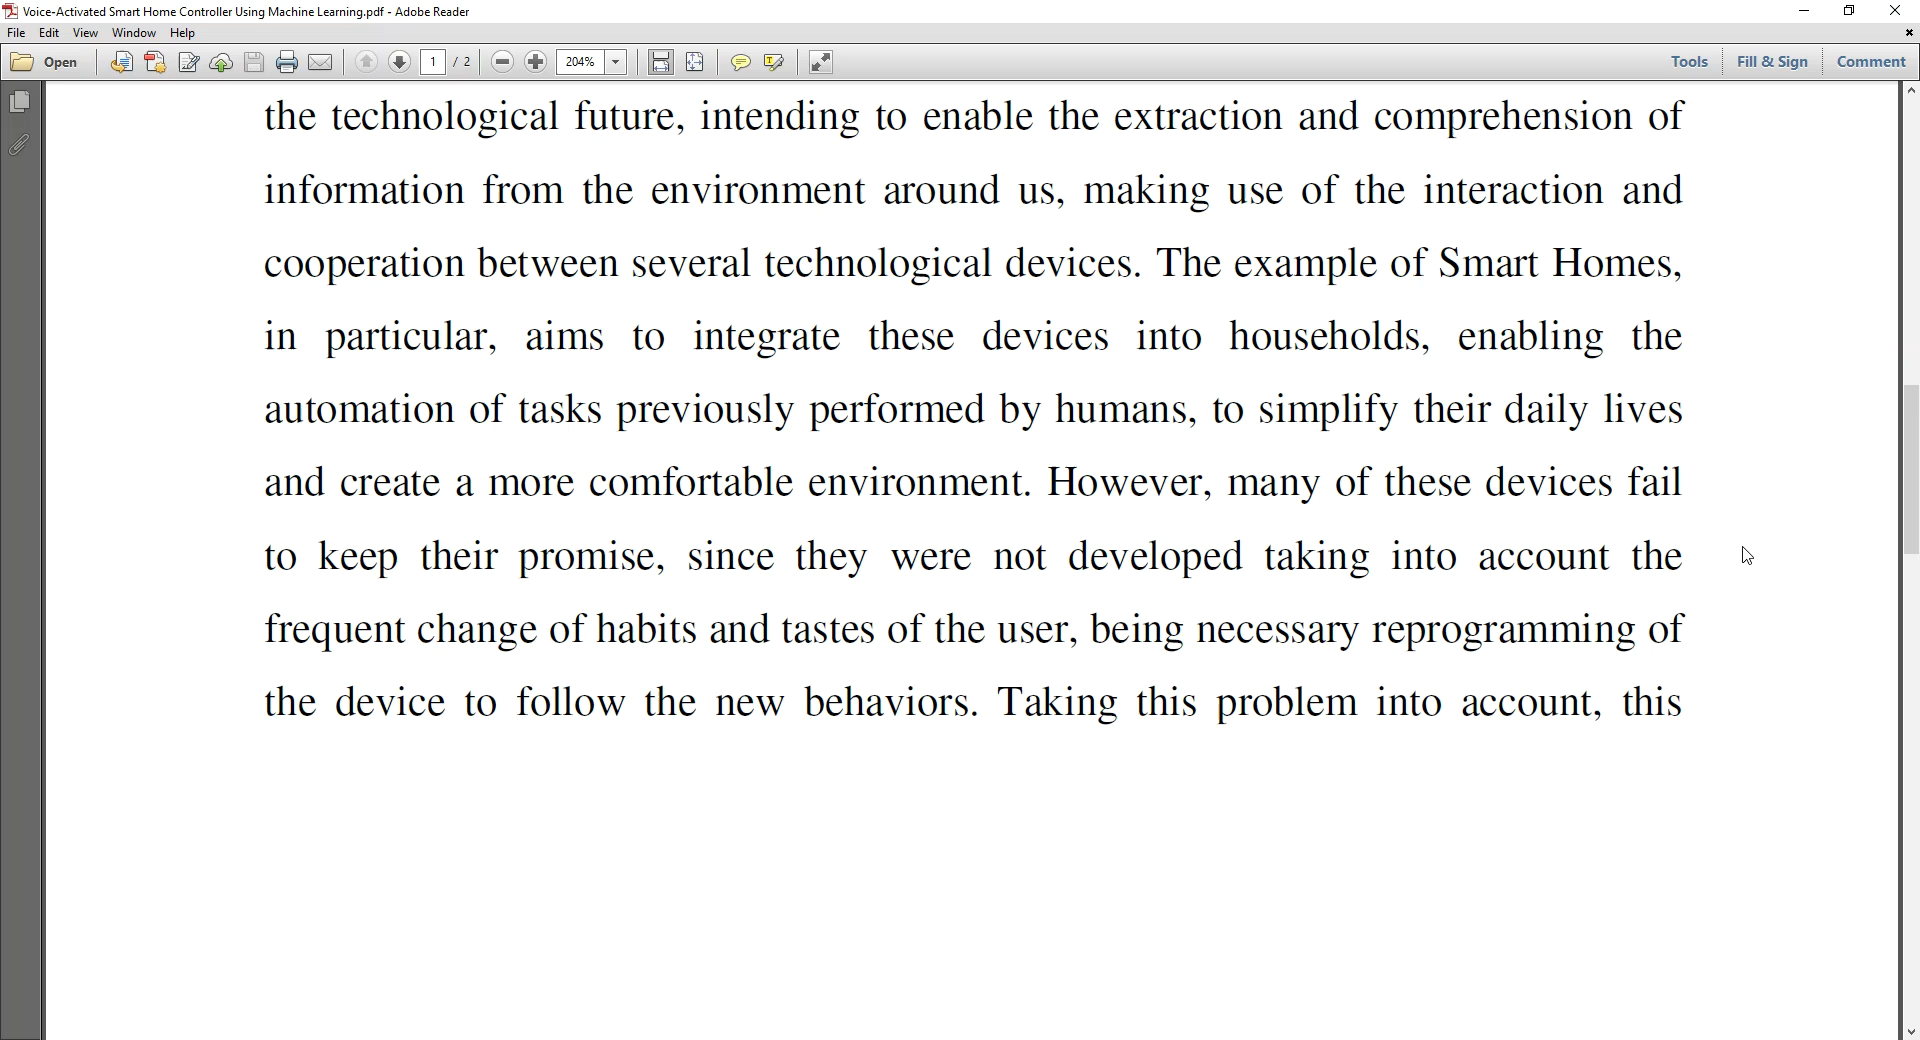 Voice-Activated Smart Home Controller Using Machine Learning.pdf - Adobe Reader
File Edit View Window Help
Open 1 / 2 204% Tools Fill & Sign Comment
the technological future, intending to enable the extraction and comprehension of
information from the environment around us, making use of the interaction and
cooperation between several technological devices. The example of Smart Homes,
in particular, aims to integrate these devices into households, enabling the
automation of tasks previously performed by humans, to simplify their daily lives
and create a more comfortable environment. However, many of these devices fail
to keep their promise, since they were not developed taking into account the
frequent change of habits and tastes of the user, being necessary reprogramming of
the device to follow the new behaviors. Taking this problem into account, this